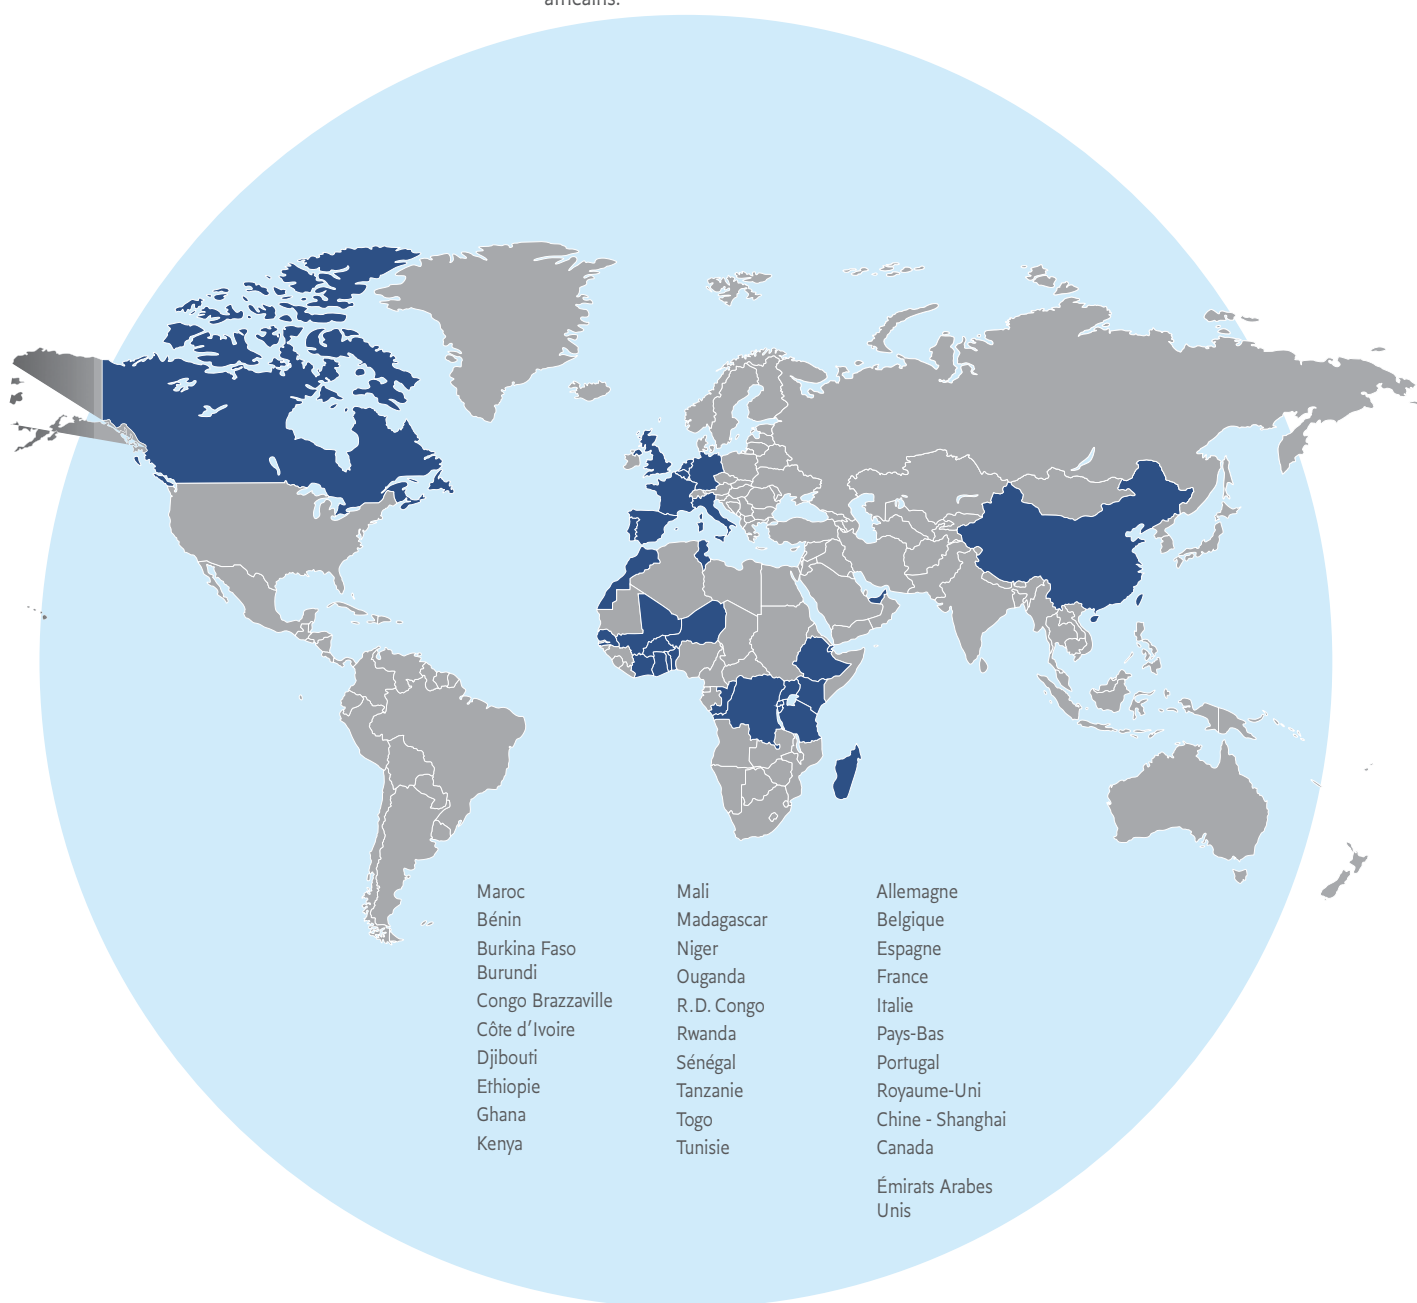 africains.
Maroc
Bénin
Burkina Faso
Burundi
Congo Brazzaville
Côte d’Ivoire
Djibouti
Ethiopie
Ghana
Kenya
Mali
Madagascar
Niger
Ouganda
R.D. Congo
Rwanda
Sénégal
Tanzanie
Togo
Tunisie
Allemagne
Belgique
Espagne
France
Italie
Pays-Bas
Portugal
Royaume-Uni
Chine - Shanghai
Canada
Émirats Arabes
Unis